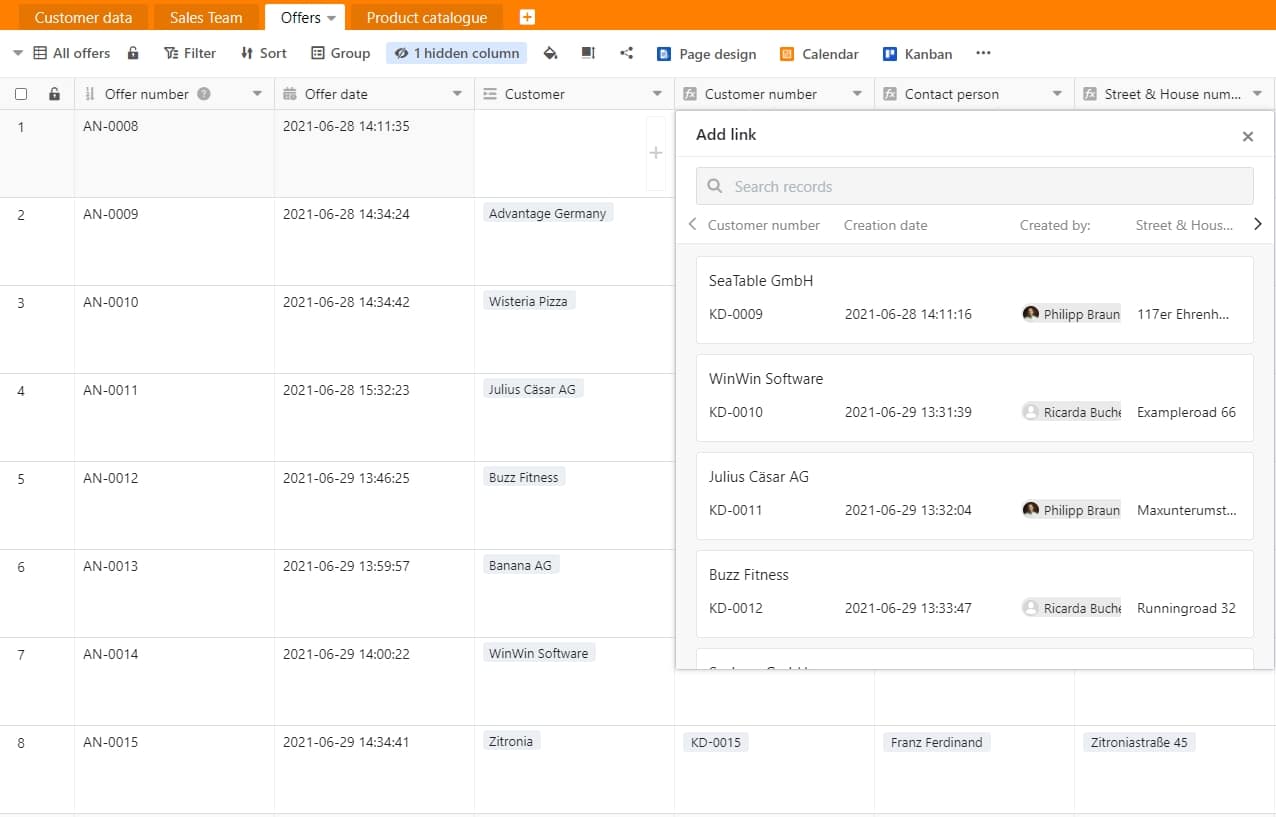 Customer data Sales Team Offers Product catalogue
All offers Filter Sort Group 1 hidden column Page design Calendar Kanban ...
Offer number ? Offer date Customer Customer number Contact person Street & House num...
1 AN-0008 2021-06-28 14:11:35
Add link
Search records
Customer number Creation date Created by: Street & Hous...
SeaTable GmbH
KD-0009 2021-06-28 14:11:16 Philipp Braun 117er Ehrenh...
WinWin Software
KD-0010 2021-06-29 13:31:39 Ricarda Buche Exampleroad 66
Julius Cäsar AG
KD-0011 2021-06-29 13:32:04 Philipp Braun Maxunterumst...
Buzz Fitness
KD-0012 2021-06-29 13:33:47 Ricarda Buche Runningroad 32
2 AN-0009 2021-06-28 14:34:24 Advantage Germany
3 AN-0010 2021-06-28 14:34:42 Wisteria Pizza
4 AN-0011 2021-06-28 15:32:23 Julius Cäsar AG
5 AN-0012 2021-06-29 13:46:25 Buzz Fitness
6 AN-0013 2021-06-29 13:59:57 Banana AG
7 AN-0014 2021-06-29 14:00:22 WinWin Software
8 AN-0015 2021-06-29 14:34:41 Zitronia KD-0015 Franz Ferdinand Zitroniastraße 45